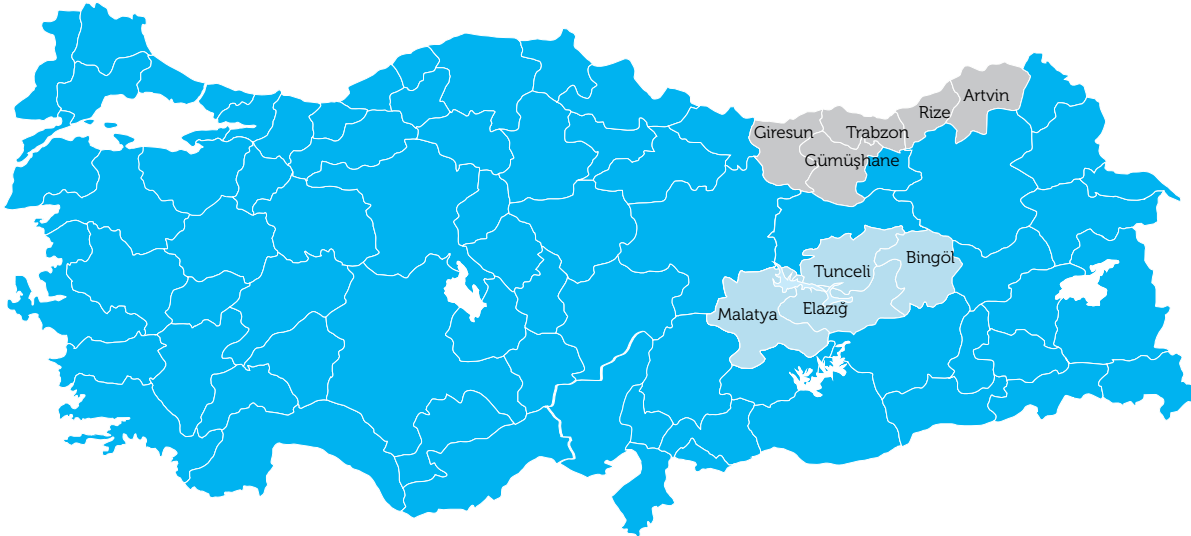 Artvin
Rize
Giresun
Trabzon
Gümüşhane
Bingöl
Tunceli
Elazığ
Malatya